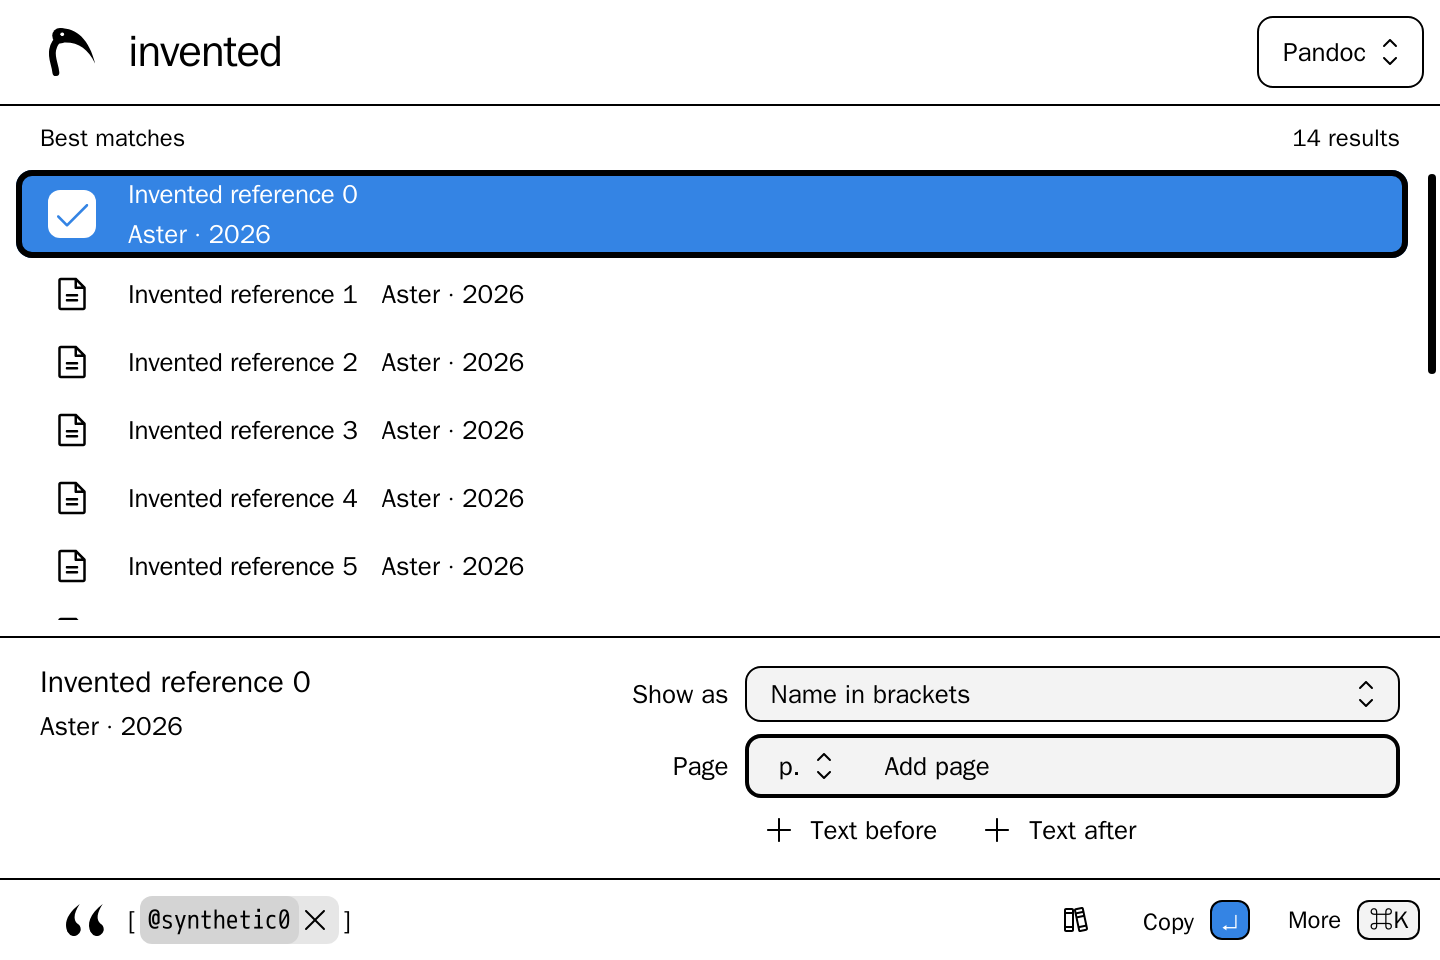 invented
Pandoc
Best matches
14 results
Invented reference 0
Aster · 2026
Invented reference 1 Aster · 2026
Invented reference 2 Aster · 2026
Invented reference 3 Aster · 2026
Invented reference 4 Aster · 2026
Invented reference 5 Aster · 2026
Invented reference 0
Aster · 2026
Show as Name in brackets
Page p. Add page
Text before Text after
[ @synthetic0 ]
Copy
More ⌘K